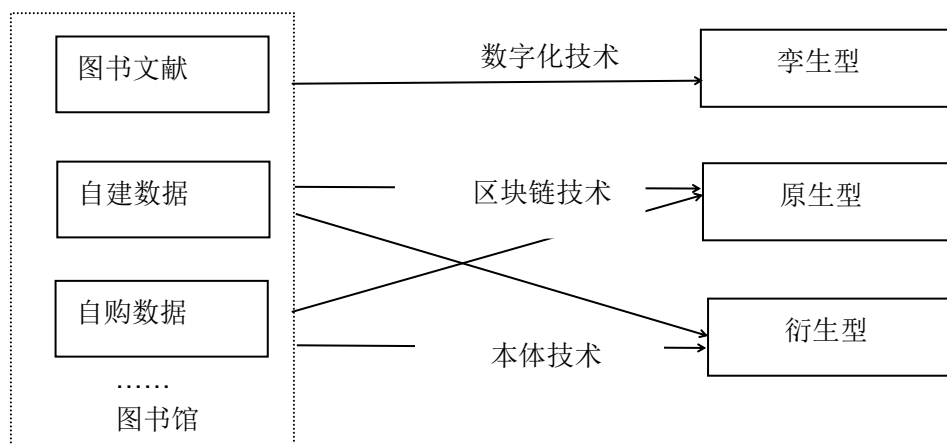 图书文献
数字化技术
孪生型
自建数据
区块链技术
原生型
自购数据
本体技术
衍生型
……
图书馆